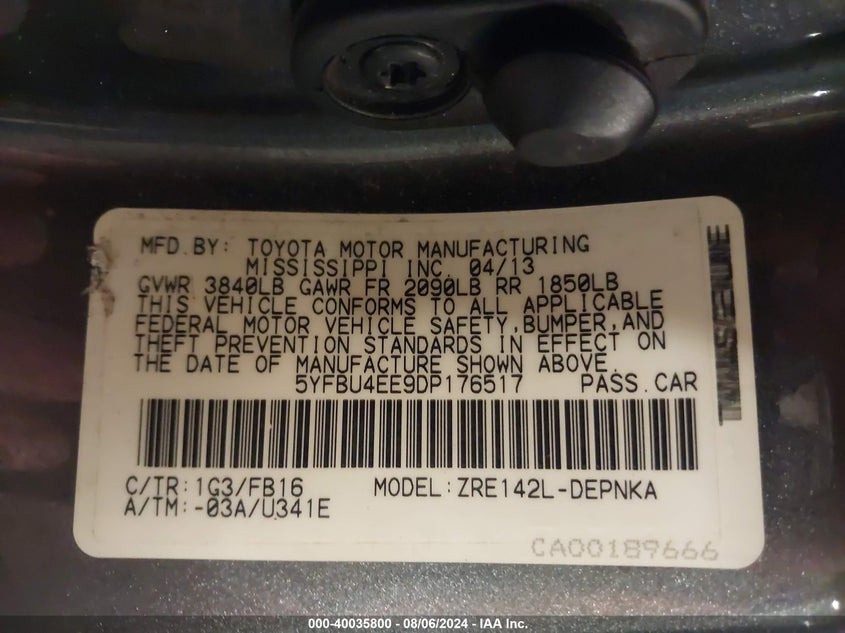 MFD.BY: TOYOTA MOTOR MANUFACTURING
MISSISSIPPI INC. 04/13
GVWR 3840LB GAWR FR 2090LB RR 1850LB
THIS VEHICLE CONFORMS TO ALL APPLICABLE
FEDERAL MOTOR VEHICLE SAFETY,BUMPER,AND
THEFT PREVENTION STANDARDS IN EFFECT ON
THE DATE OF MANUFACTURE SHOWN ABOVE.
5YFBU4EE9DP176517 PASS.CAR
C/TR:1G3/FB16 MODEL:ZRE142L-DEPNKA
A/TM:-03A/U341E
CA00189666
000-40035800 - 08/06/2024 - IAA Inc.